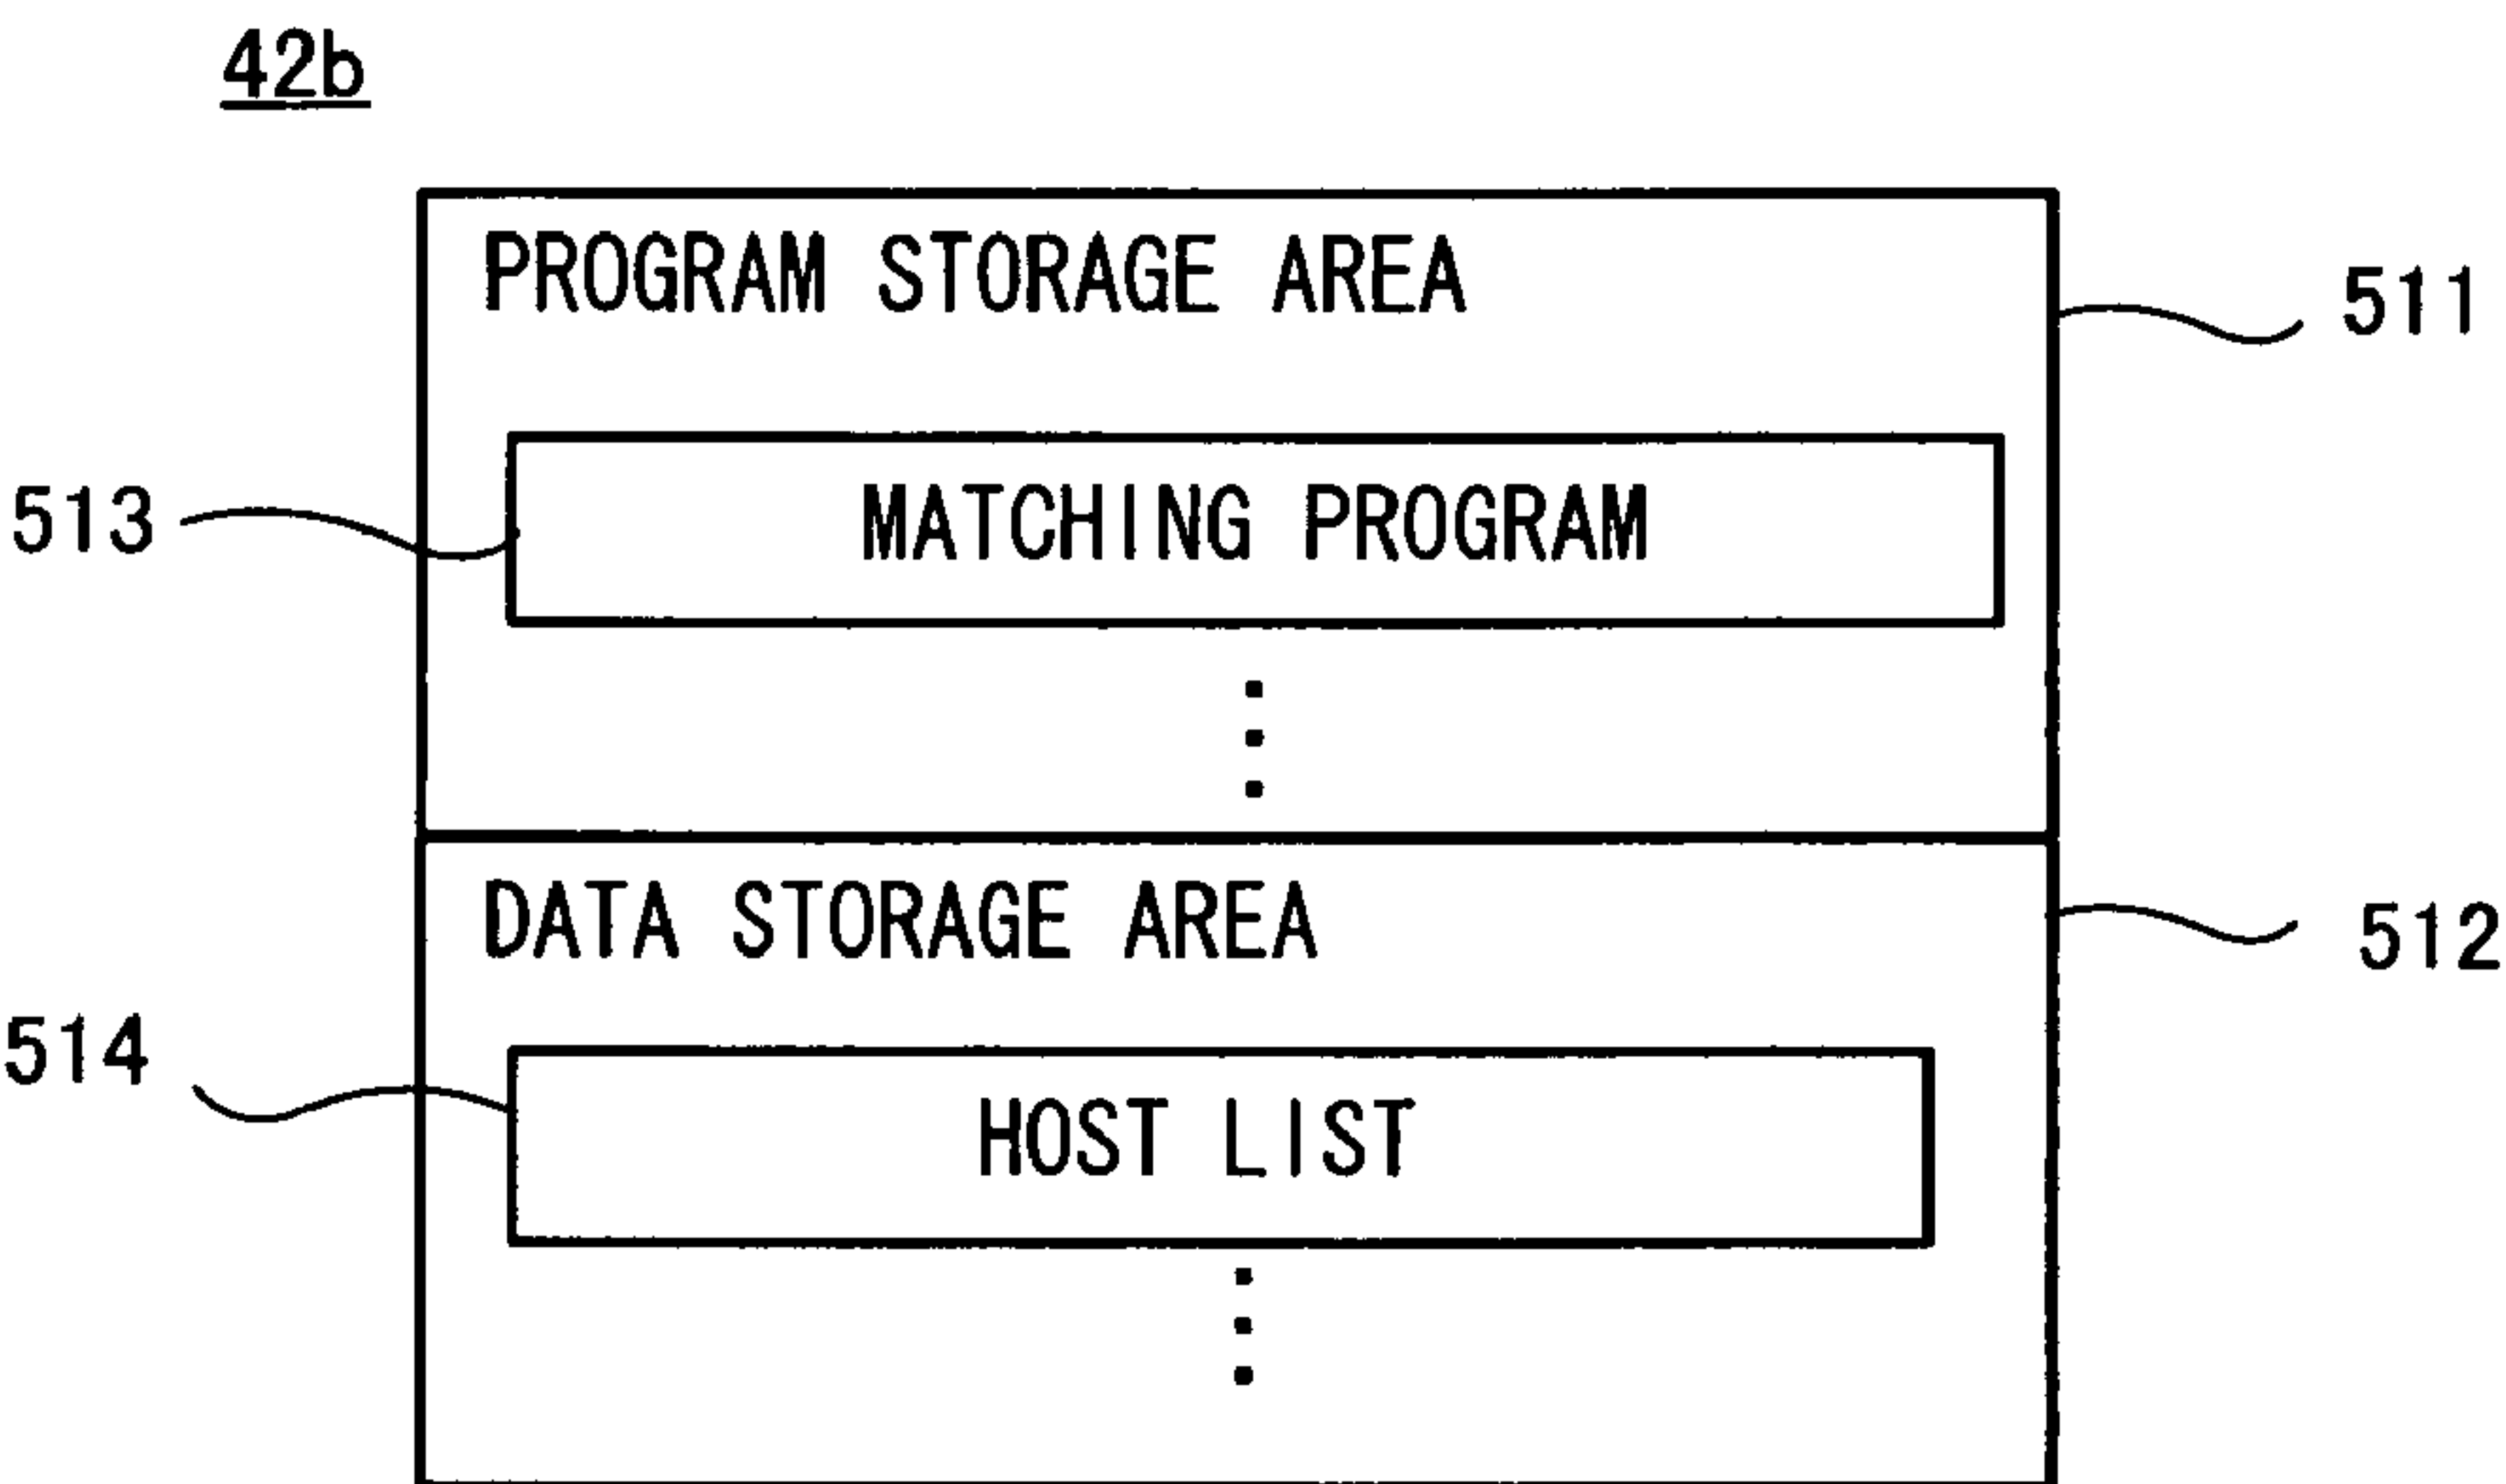 42b
PROGRAM STORAGE AREA
511
513
MATCHING PROGRAM
DATA STORAGE AREA
512
514
HOST LIST